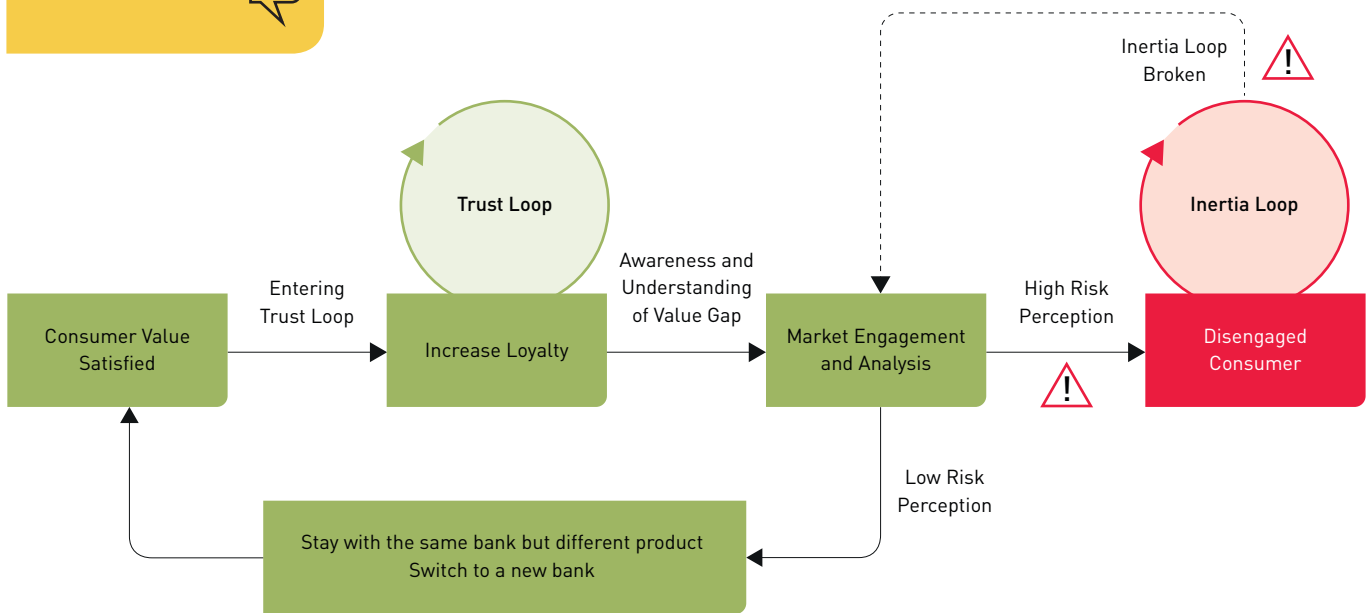 Inertia Loop
Broken
!
Trust Loop
Inertia Loop
Entering
Trust Loop
Awareness and
Understanding
of Value Gap
High Risk
Perception
!
Consumer Value
Satisfied
Increase Loyalty
Market Engagement
and Analysis
Disengaged
Consumer
Low Risk
Perception
Stay with the same bank but different product
Switch to a new bank